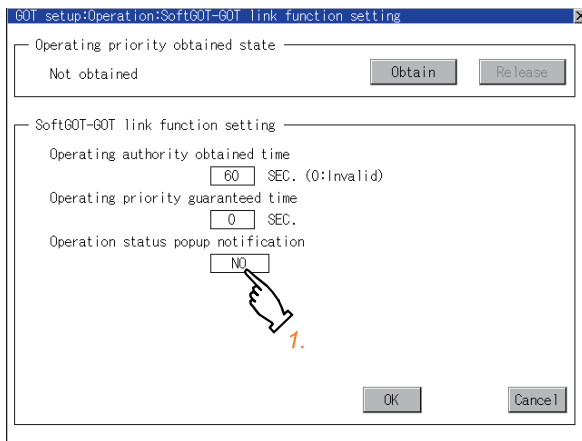 GOT setup:Operation:SoftGOT-GOT link function setting
Operating priority obtained state
Not obtained Obtain Release
SoftGOT-GOT link function setting
Operating authority obtained time
60 SEC. (0:Invalid)
Operating priority guaranteed time
0 SEC.
Operation status popup notification
NO
1.
OK Cancel